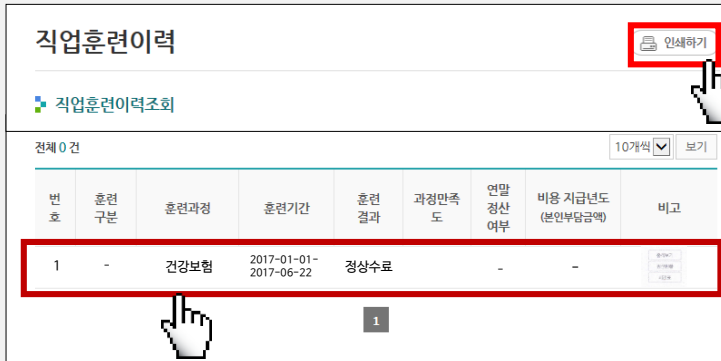 직업훈련이력
인쇄하기
직업훈련이력조회
전체 0 건
10개씩 보기
번호 훈련구분 훈련과정 훈련기간 훈련결과 과정만족도 연말정산여부 비용 지급년도 (본인부담금액) 비고
1 - 건강보험 2017-01-01-2017-06-22 정상수료 - -
1